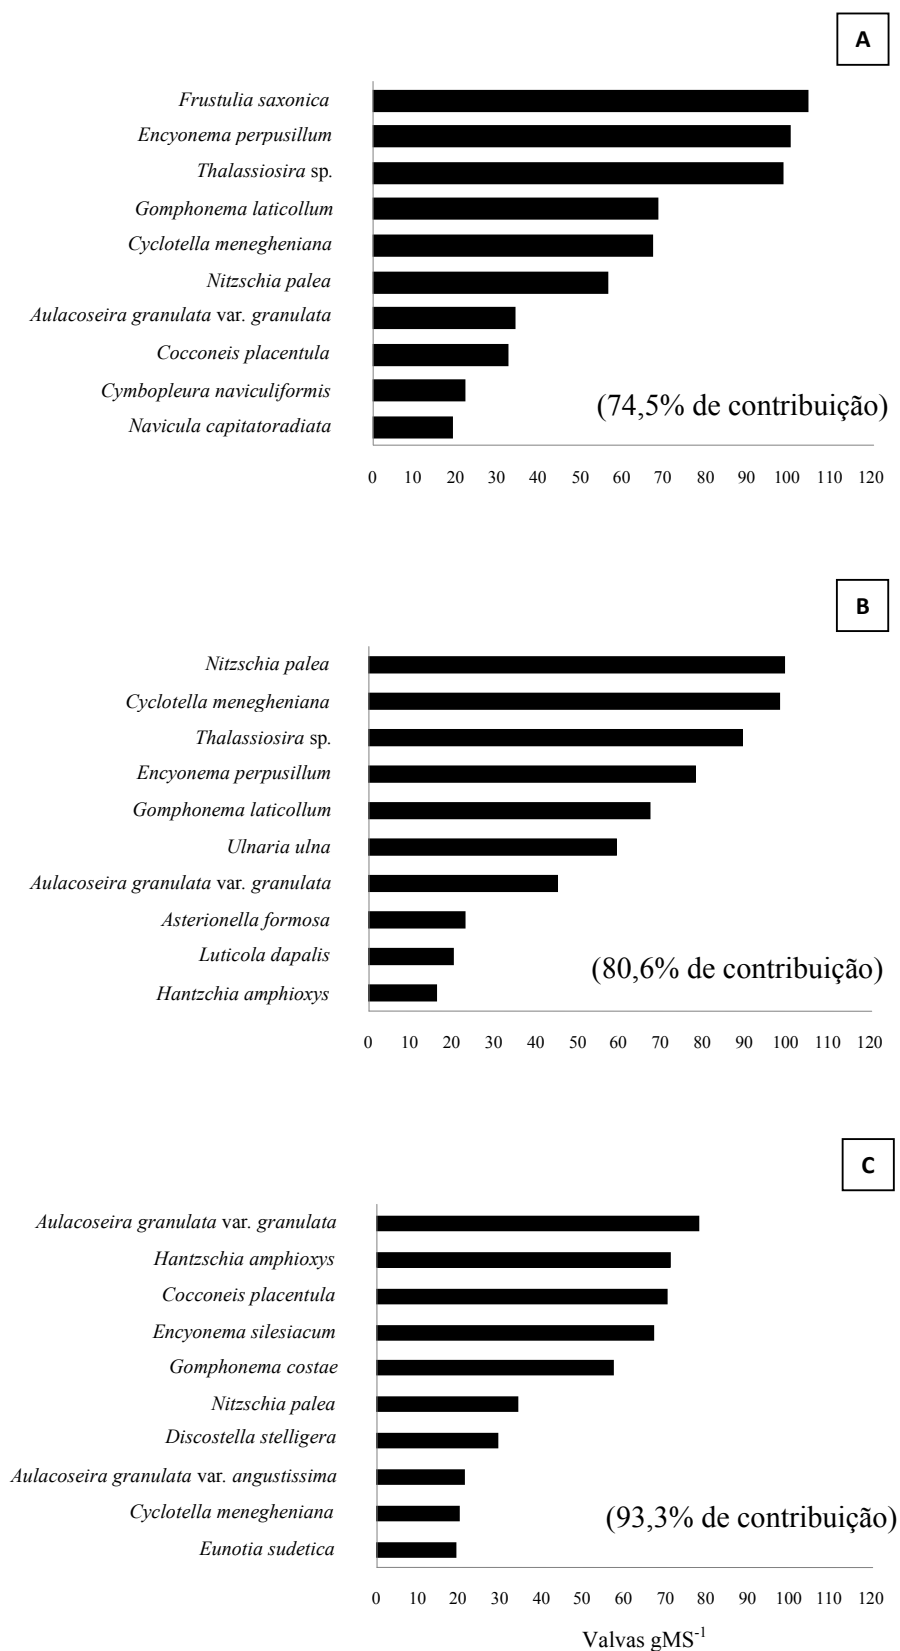 A
Frustulia saxonica
Encyonema perpusillum
Thalassiosira sp.
Gomphonema laticollum
Cyclotella menegheniana
Nitzschia palea
Aulacoseira granulata var. granulata
Cocconeis placentula
Cymbopleura naviculiformis
(74,5% de contribuição)
Navicula capitatoradiata
0 10 20 30 40 50 60 70 80 90 100 110 120
B
Nitzschia palea
Cyclotella menegheniana
Thalassiosira sp.
Encyonema perpusillum
Gomphonema laticollum
Ulnaria ulna
Aulacoseira granulata var. granulata
Asterionella formosa
Luticola dapalis
(80,6% de contribuição)
Hantzchia amphioxys
0 10 20 30 40 50 60 70 80 90 100 110 120
C
Aulacoseira granulata var. granulata
Hantzschia amphioxys
Cocconeis placentula
Encyonema silesiacum
Gomphonema costae
Nitzschia palea
Discostella stelligera
Aulacoseira granulata var. angustissima
Cyclotella menegheniana
(93,3% de contribuição)
Eunotia sudetica
0 10 20 30 40 50 60 70 80 90 100 110 120
Valvas gMS⁻¹